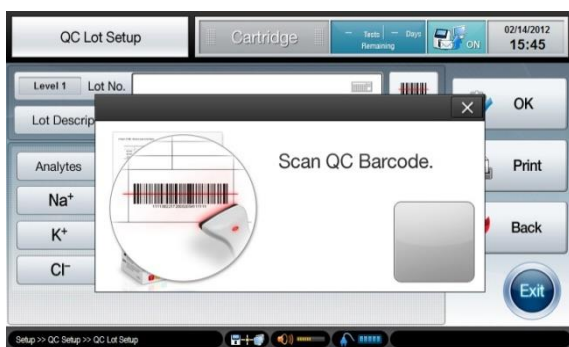 QC Lot Setup
Cartridge
– Tests – Days
Remaining
ON
02/14/2012
15:45
Level 1 Lot No.
Lot Descrip
Scan QC Barcode.
Analytes
Na⁺
K⁺
Cl⁻
OK
Print
Back
Exit
Setup >> QC Setup >> QC Lot Setup